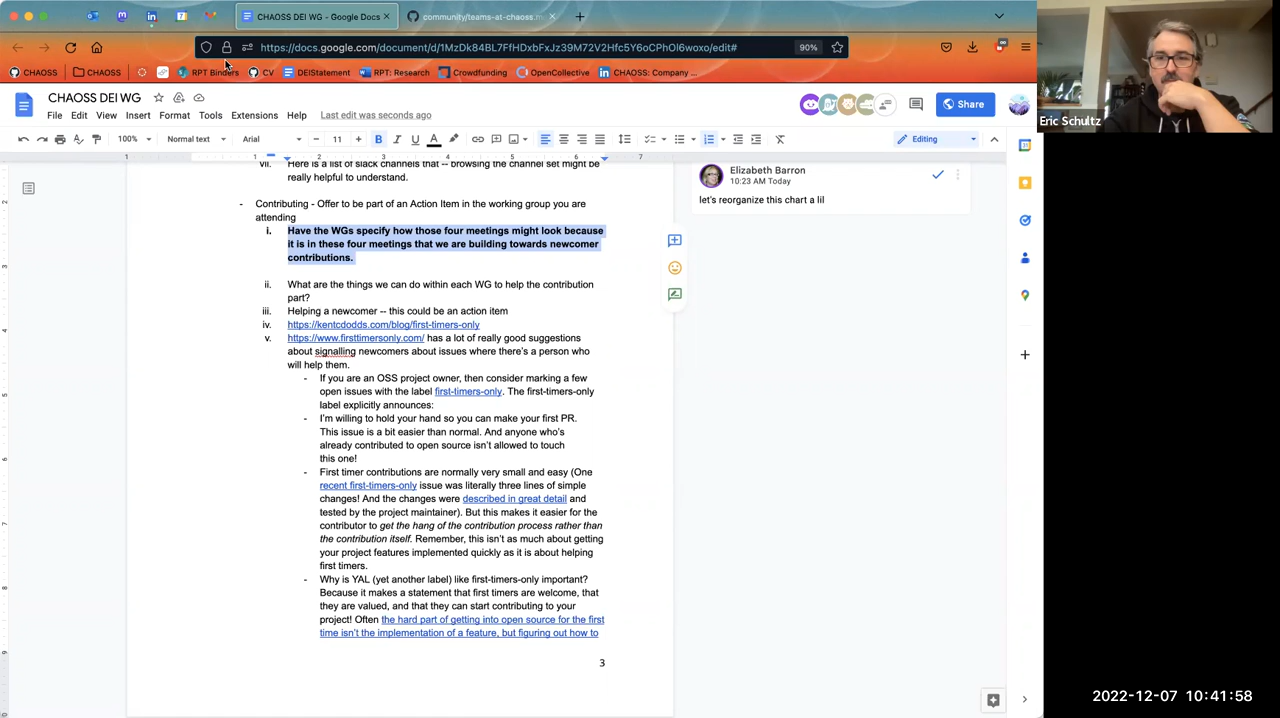 CHAOSS DEI WG - Google Docs
community/teams-at-chaoss.m
https://docs.google.com/document/d/1MzDk84BL7FfHDxbFxJz39M72V2Hfc5Y6oCPhOl6woxo/edit#
90%
CHAOSS
CHAOSS
RPT Binders
CV
DEIStatement
RPT: Research
Crowdfunding
OpenCollective
CHAOSS: Company ...
CHAOSS DEI WG
File Edit View Insert Format Tools Extensions Help Last edit was seconds ago
Share
100% Normal text Arial 11 B I U A Editing
1 1 2 3 4 5 6 7
vii. Here is a list of slack channels that -- browsing the channel set might be
really helpful to understand.
- Contributing - Offer to be part of an Action Item in the working group you are
attending
i. Have the WGs specify how those four meetings might look because
it is in these four meetings that we are building towards newcomer
contributions.
ii. What are the things we can do within each WG to help the contribution
part?
iii. Helping a newcomer -- this could be an action item
iv. https://kentcdodds.com/blog/first-timers-only
v. https://www.firsttimersonly.com/ has a lot of really good suggestions
about signalling newcomers about issues where there's a person who
will help them.
- If you are an OSS project owner, then consider marking a few
open issues with the label first-timers-only. The first-timers-only
label explicitly announces:
- I'm willing to hold your hand so you can make your first PR.
This issue is a bit easier than normal. And anyone who's
already contributed to open source isn't allowed to touch
this one!
- First timer contributions are normally very small and easy (One
recent first-timers-only issue was literally three lines of simple
changes! And the changes were described in great detail and
tested by the project maintainer). But this makes it easier for the
contributor to get the hang of the contribution process rather than
the contribution itself. Remember, this isn't as much about getting
your project features implemented quickly as it is about helping
first timers.
- Why is YAL (yet another label) like first-timers-only important?
Because it makes a statement that first timers are welcome, that
they are valued, and that they can start contributing to your
project! Often the hard part of getting into open source for the first
time isn't the implementation of a feature, but figuring out how to
3
Elizabeth Barron
10:23 AM Today
let's reorganize this chart a lil
Eric Schultz
2022-12-07 10:41:58